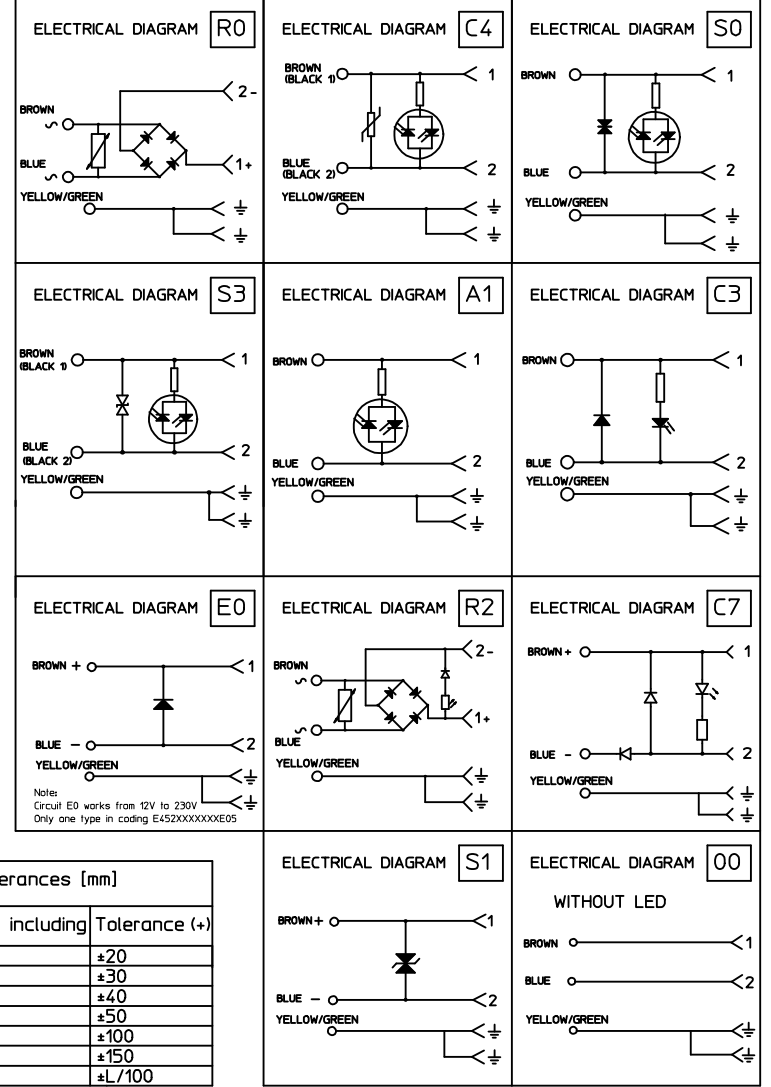 ELECTRICAL DIAGRAM R0
2-
BROWN
∿
BLUE
∿
1+
YELLOW/GREEN
ELECTRICAL DIAGRAM C4
BROWN
(BLACK 1)
1
BLUE
(BLACK 2)
2
YELLOW/GREEN
ELECTRICAL DIAGRAM S0
BROWN
1
BLUE
2
YELLOW/GREEN
ELECTRICAL DIAGRAM S3
BROWN
(BLACK 1)
1
BLUE
(BLACK 2)
2
YELLOW/GREEN
ELECTRICAL DIAGRAM A1
BROWN
1
BLUE
2
YELLOW/GREEN
ELECTRICAL DIAGRAM C3
BROWN
1
BLUE
2
YELLOW/GREEN
ELECTRICAL DIAGRAM E0
BROWN +
1
BLUE -
2
YELLOW/GREEN
Note:
Circuit E0 works from 12V to 230V
Only one type in coding E452XXXXXXXE05
ELECTRICAL DIAGRAM R2
2-
BROWN
∿
1+
∿
BLUE
YELLOW/GREEN
ELECTRICAL DIAGRAM C7
BROWN +
1
BLUE -
2
YELLOW/GREEN
ELECTRICAL DIAGRAM S1
BROWN +
1
BLUE -
2
YELLOW/GREEN
ELECTRICAL DIAGRAM 00
WITHOUT LED
BROWN
1
BLUE
2
YELLOW/GREEN
erances [mm]
including Tolerance (+)
±20
±30
±40
±50
±100
±150
±L/100